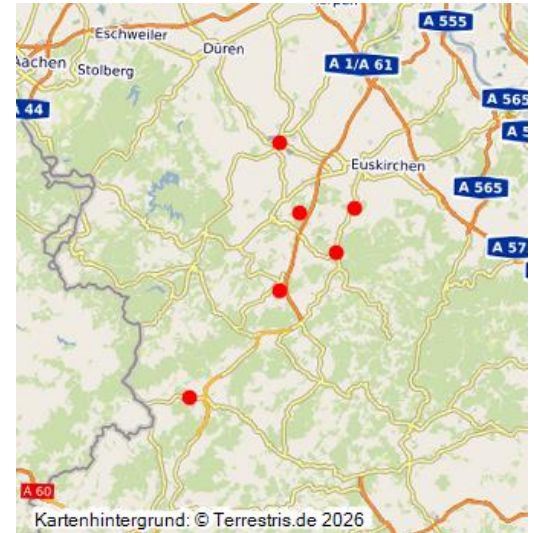 A 555
Eschweiler
Düren
A 1/A 61
Aachen
Stolberg
A 565
44
Euskirchen
A 565
A 57
A 60
Kartenhintergrund: © Terrestris.de 2026